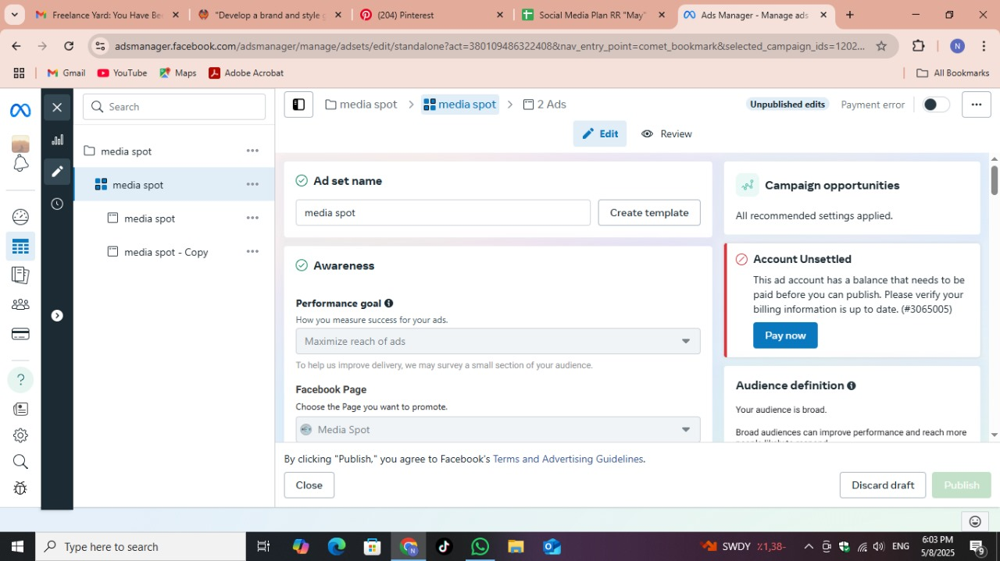 Freelance Yard: You Have Be
"Develop a brand and style g
(204) Pinterest
Social Media Plan RR "May"
Ads Manager - Manage ads
adsmanager.facebook.com/adsmanager/manage/adsets/edit/standalone?act=380109486322408&nav_entry_point=comet_bookmark&selected_campaign_ids=1202...
N
Gmail
YouTube
Maps
Adobe Acrobat
All Bookmarks
Search
media spot
media spot
media spot
media spot - Copy
media spot
media spot
2 Ads
Unpublished edits
Payment error
Edit
Review
Ad set name
media spot
Create template
Awareness
Performance goal
How you measure success for your ads.
Maximize reach of ads
To help us improve delivery, we may survey a small section of your audience.
Facebook Page
Choose the Page you want to promote.
Media Spot
Campaign opportunities
All recommended settings applied.
Account Unsettled
This ad account has a balance that needs to be
paid before you can publish. Please verify your
billing information is up to date. (#3065005)
Pay now
Audience definition
Your audience is broad.
Broad audiences can improve performance and reach more
By clicking "Publish," you agree to Facebook's Terms and Advertising Guidelines.
Close
Discard draft
Publish
Type here to search
SWDY
٪1,38-
ENG
6:03 PM
5/8/2025
9